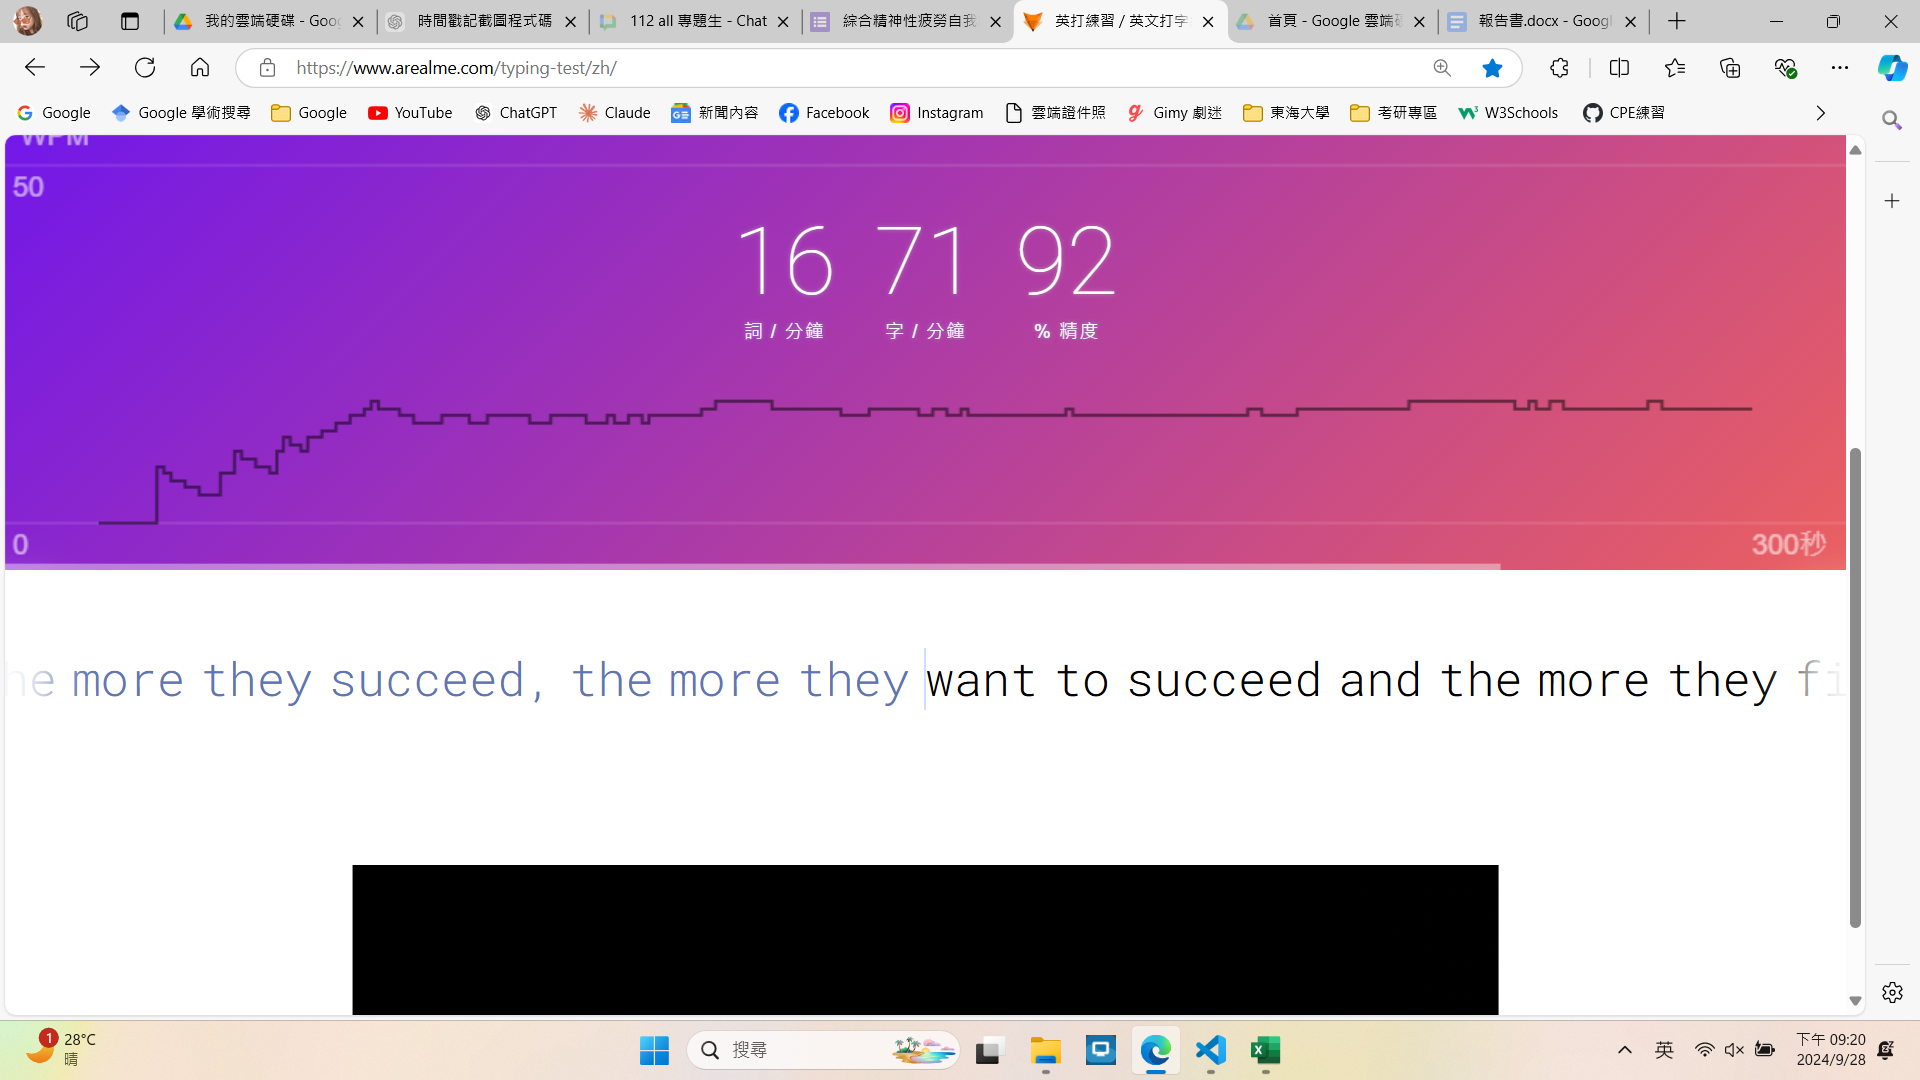 我的雲端硬碟 - Goog
時間戳記截圖程式碼
112 all 專題生 - Chat
綜合精神性疲勞自我
英打練習 / 英文打字
首頁 - Google 雲端硬
報告書.docx - Googl
https://www.arealme.com/typing-test/zh/
Google
Google 學術搜尋
Google
YouTube
ChatGPT
Claude
新聞內容
Facebook
Instagram
雲端證件照
Gimy 劇迷
東海大學
考研專區
W3Schools
CPE練習
WPM
50
16 71 92
詞 / 分鐘 字 / 分鐘 % 精度
0
300秒
he more they succeed, the more they want to succeed and the more they fi
1
28°C
晴
搜尋
英
下午 09:20
2024/9/28